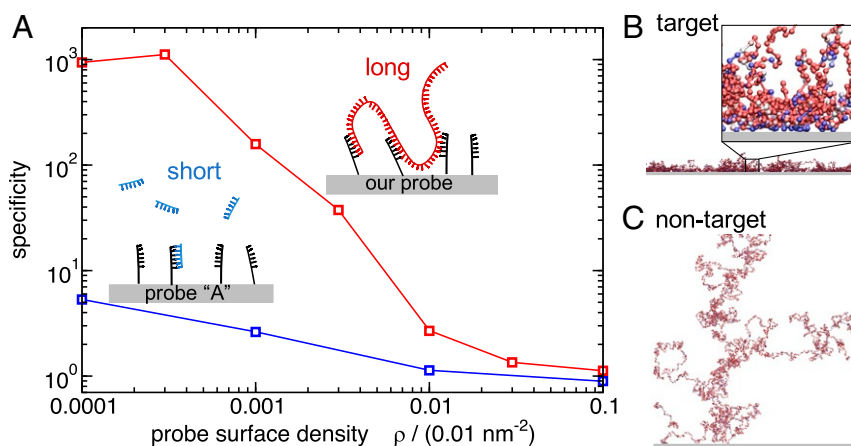 A
specificity
10³
10²
10¹
10⁰
long
our probe
short
probe "A"
0.0001
0.001
0.01
0.1
probe surface density ρ / (0.01 nm⁻²)
B
target
C
non-target